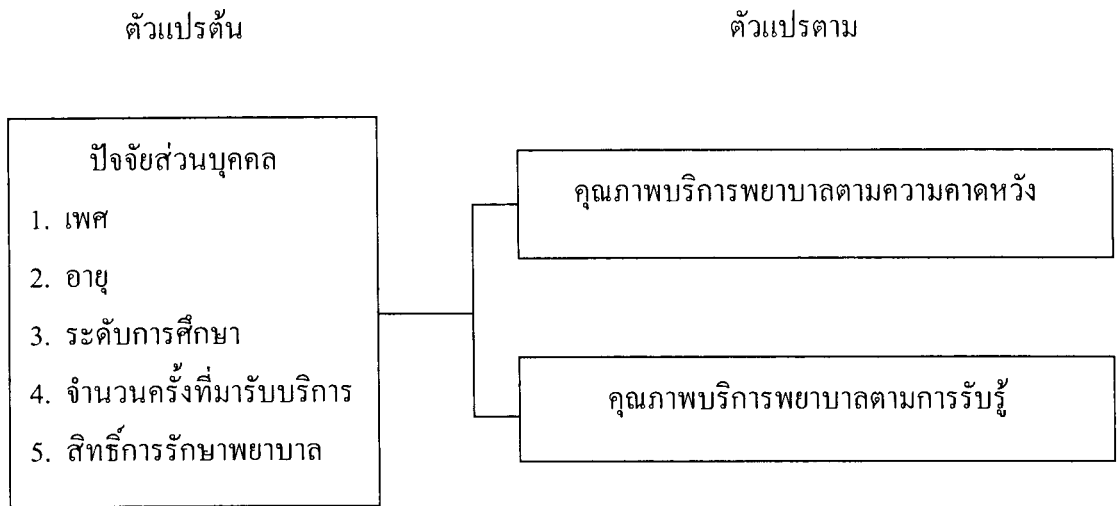 ตัวแปรต้น
ตัวแปรตาม
ปัจจัยส่วนบุคคล
1. เพศ
2. อายุ
3. ระดับการศึกษา
4. จำนวนครั้งที่มารับบริการ
5. สิทธิ์การรักษาพยาบาล
คุณภาพบริการพยาบาลตามความคาดหวัง
คุณภาพบริการพยาบาลตามการรับรู้